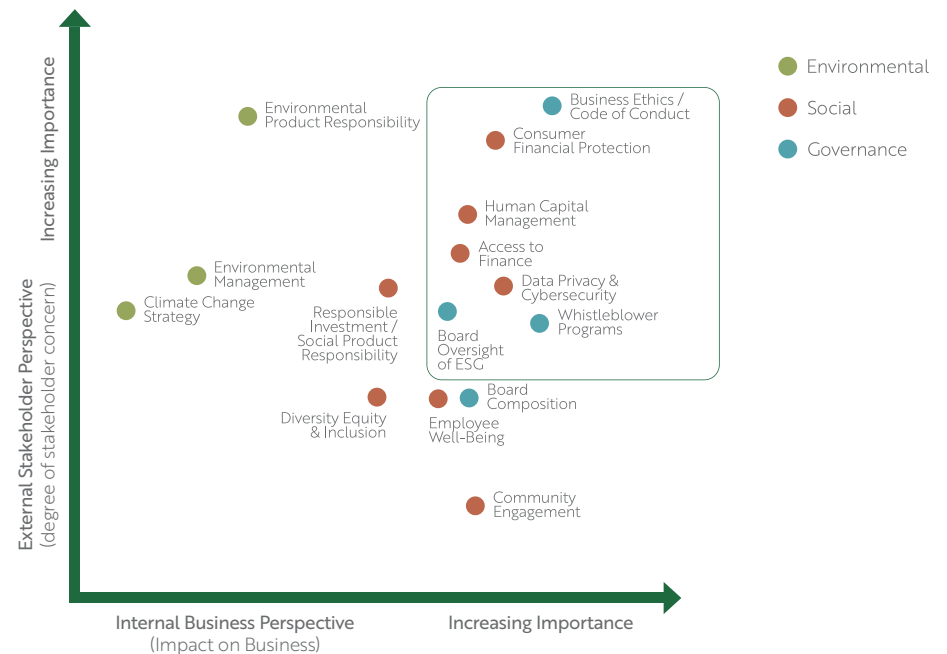 Increasing Importance
External Stakeholder Perspective
(degree of stakeholder concern)
Environmental
Product Responsibility
Business Ethics /
Code of Conduct
Consumer
Financial Protection
Human Capital
Management
Access to
Finance
Environmental
Management
Data Privacy &
Cybersecurity
Climate Change
Strategy
Responsible
Investment /
Social Product
Responsibility
Whistleblower
Programs
Board
Oversight
of ESG
Diversity Equity
& Inclusion
Board
Composition
Employee
Well-Being
Community
Engagement
Internal Business Perspective
(Impact on Business)
Increasing Importance
Environmental
Social
Governance